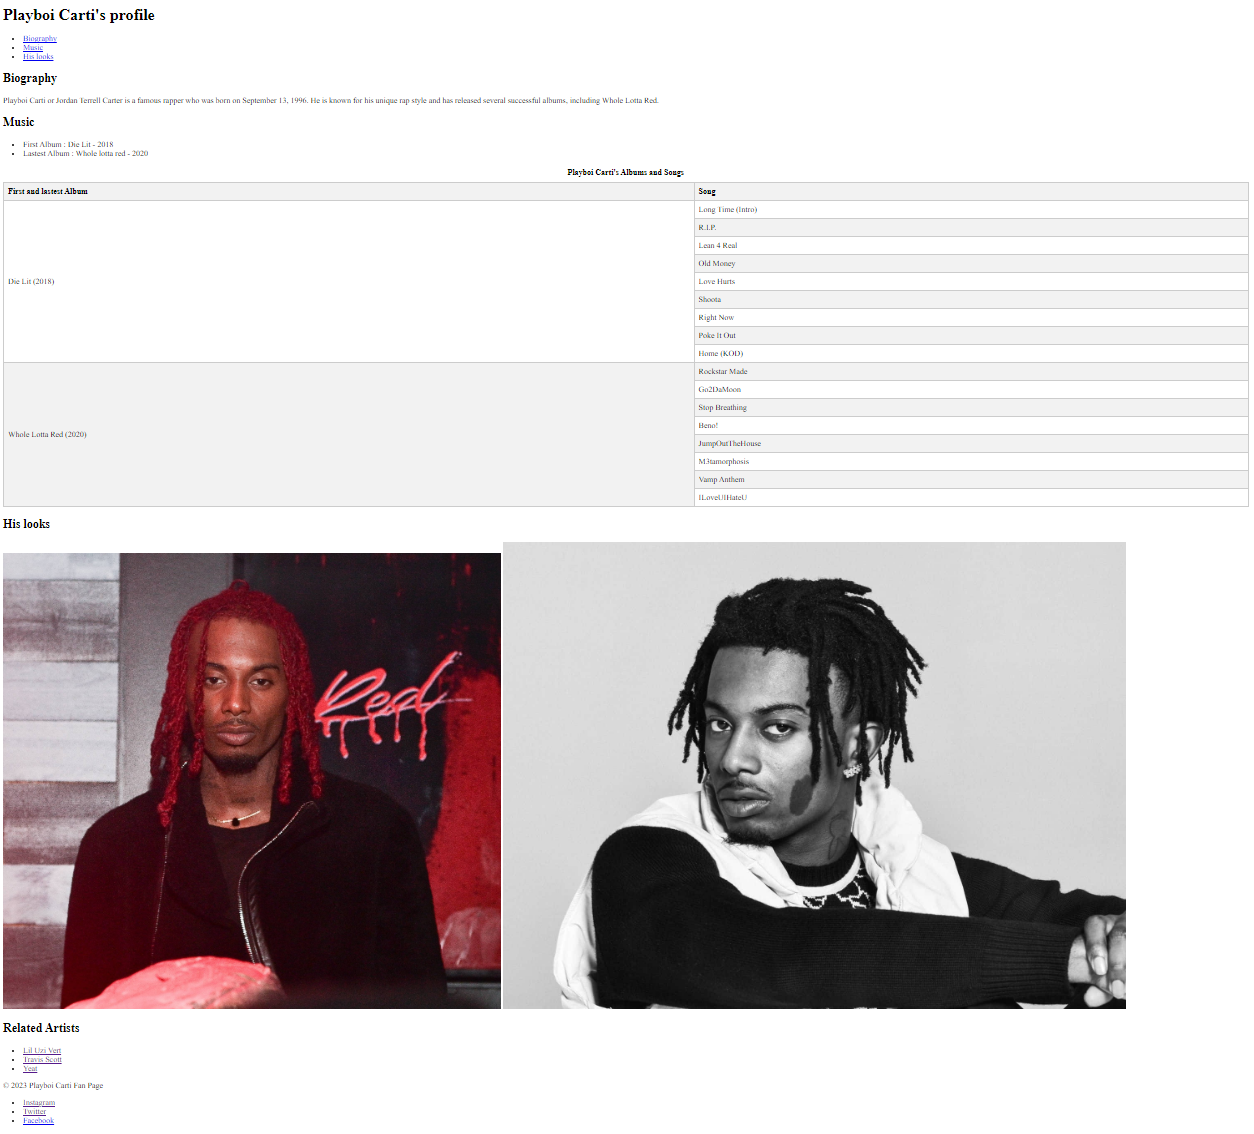 Playboi Carti's profile
Biography
Music
His looks
Biography
Playboi Carti or Jordan Terrell Carter is a famous rapper who was born on September 13, 1996. He is known for his unique rap style and has released several successful albums, including Whole Lotta Red.
Music
First Album : Die Lit - 2018
Lastest Album : Whole lotta red - 2020
Playboi Carti's Albums and Songs
First and lastest Album Song
Die Lit (2018)
Long Time (Intro)
R.I.P.
Lean 4 Real
Old Money
Love Hurts
Shoota
Right Now
Poke It Out
Home (KOD)
Whole Lotta Red (2020)
Rockstar Made
Go2DaMoon
Stop Breathing
Beno!
JumpOutTheHouse
M3tamorphosis
Vamp Anthem
ILoveUIHateU
His looks
Red
Related Artists
Lil Uzi Vert
Travis Scott
Yeat
© 2023 Playboi Carti Fan Page
Instagram
Twitter
Facebook